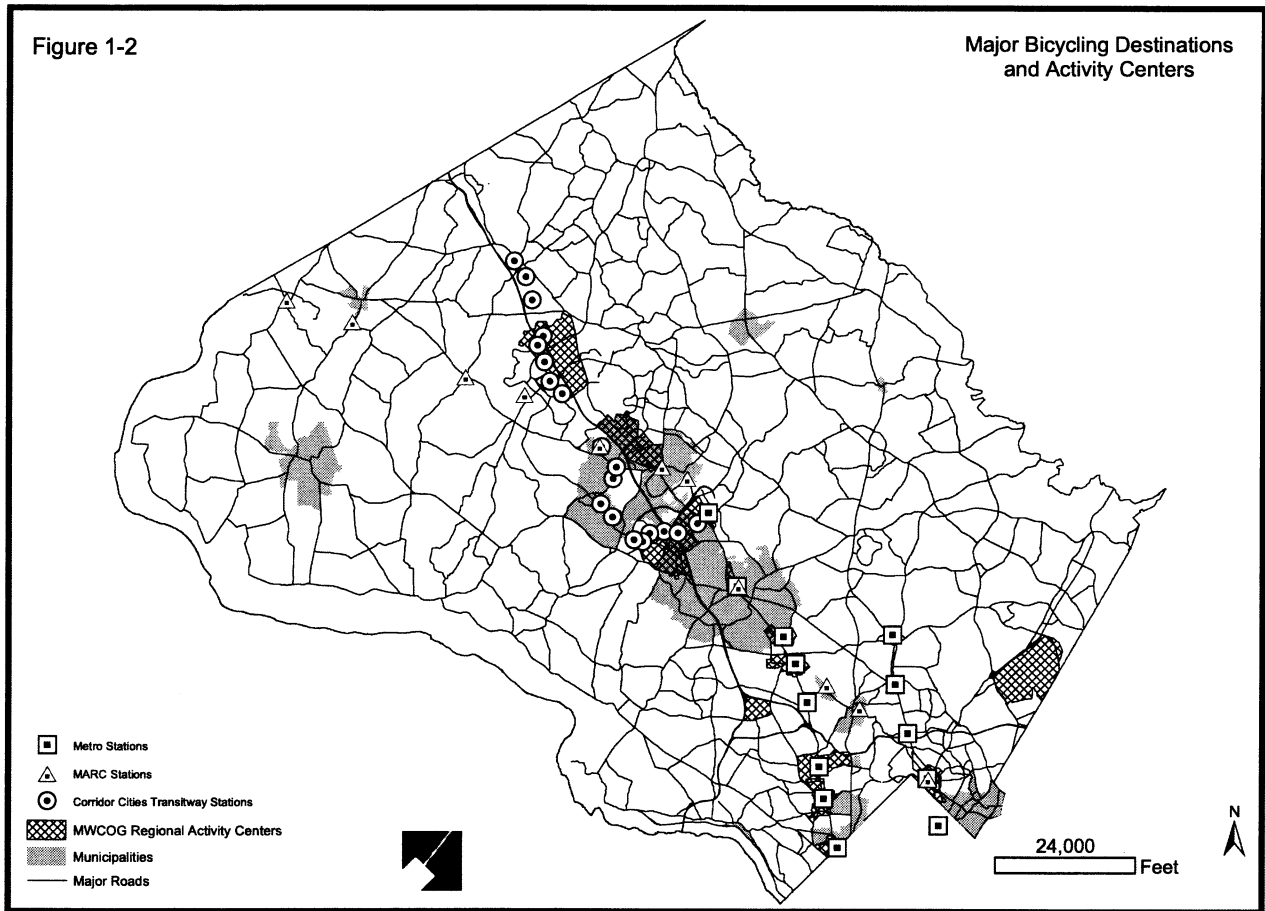 Figure 1-2
Major Bicycling Destinations
and Activity Centers
Metro Stations
MARC Stations
Corridor Cities Transitway Stations
MWCOG Regional Activity Centers
Municipalities
Major Roads
24,000
Feet
N